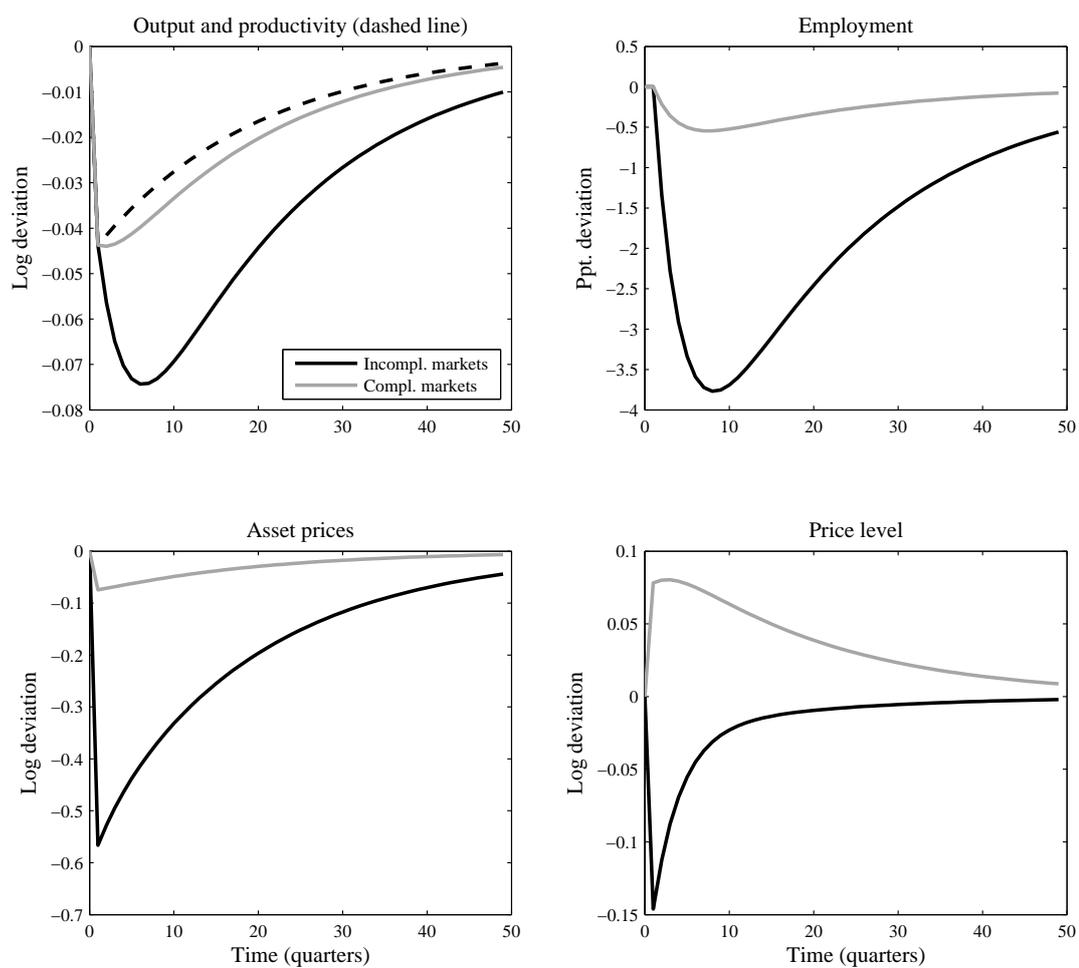 Output and productivity (dashed line)
0
−0.01
−0.02
−0.03
−0.04
−0.05
−0.06
−0.07
−0.08
Log deviation
Incompl. markets
Compl. markets
0 10 20 30 40 50
Employment
0.5
0
−0.5
−1
−1.5
−2
−2.5
−3
−3.5
−4
Ppt. deviation
0 10 20 30 40 50
Asset prices
0
−0.1
−0.2
−0.3
−0.4
−0.5
−0.6
−0.7
Log deviation
0 10 20 30 40 50
Time (quarters)
Price level
0.1
0.05
0
−0.05
−0.1
−0.15
Log deviation
0 10 20 30 40 50
Time (quarters)